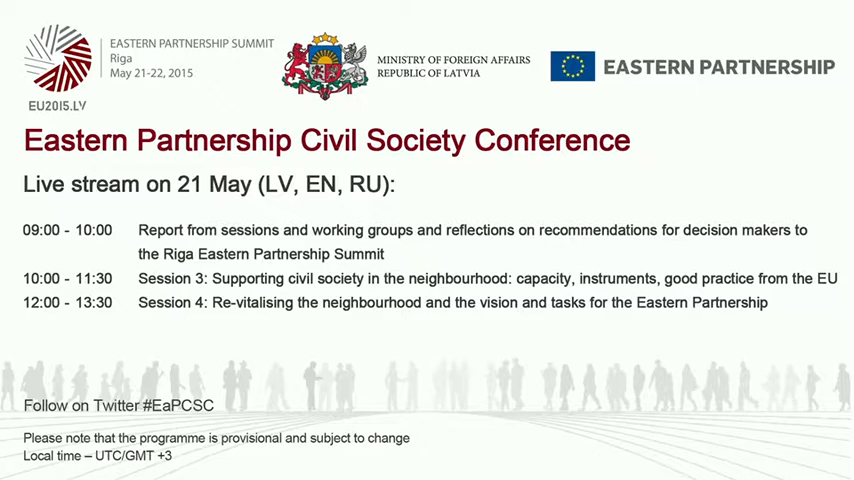 EASTERN PARTNERSHIP SUMMIT
Riga
May 21-22, 2015
EU2015.LV
MINISTRY OF FOREIGN AFFAIRS
REPUBLIC OF LATVIA
EASTERN PARTNERSHIP
Eastern Partnership Civil Society Conference
Live stream on 21 May (LV, EN, RU):
09:00 - 10:00 Report from sessions and working groups and reflections on recommendations for decision makers to
the Riga Eastern Partnership Summit
10:00 - 11:30 Session 3: Supporting civil society in the neighbourhood: capacity, instruments, good practice from the EU
12:00 - 13:30 Session 4: Re-vitalising the neighbourhood and the vision and tasks for the Eastern Partnership
Follow on Twitter #EaPCSC
Please note that the programme is provisional and subject to change
Local time – UTC/GMT +3